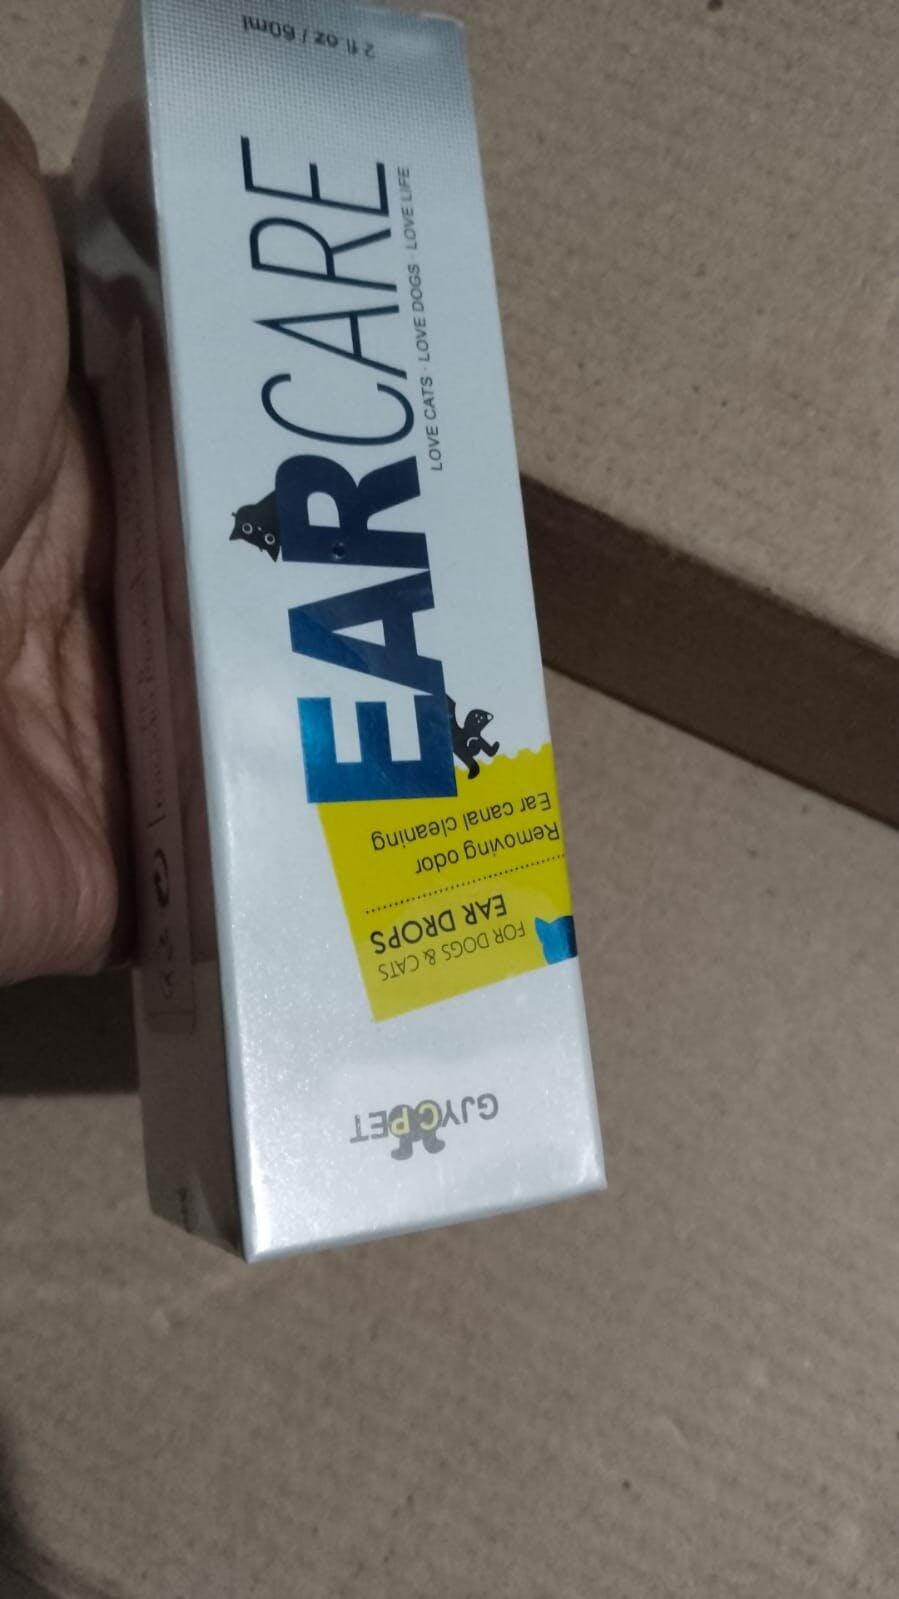 GJYCPET
FOR DOGS & CATS
EAR DROPS
Removing odor
Ear canal cleaning
EARCARE
LOVE CATS · LOVE DOGS · LOVE LIFE
2 fl oz / 60ml